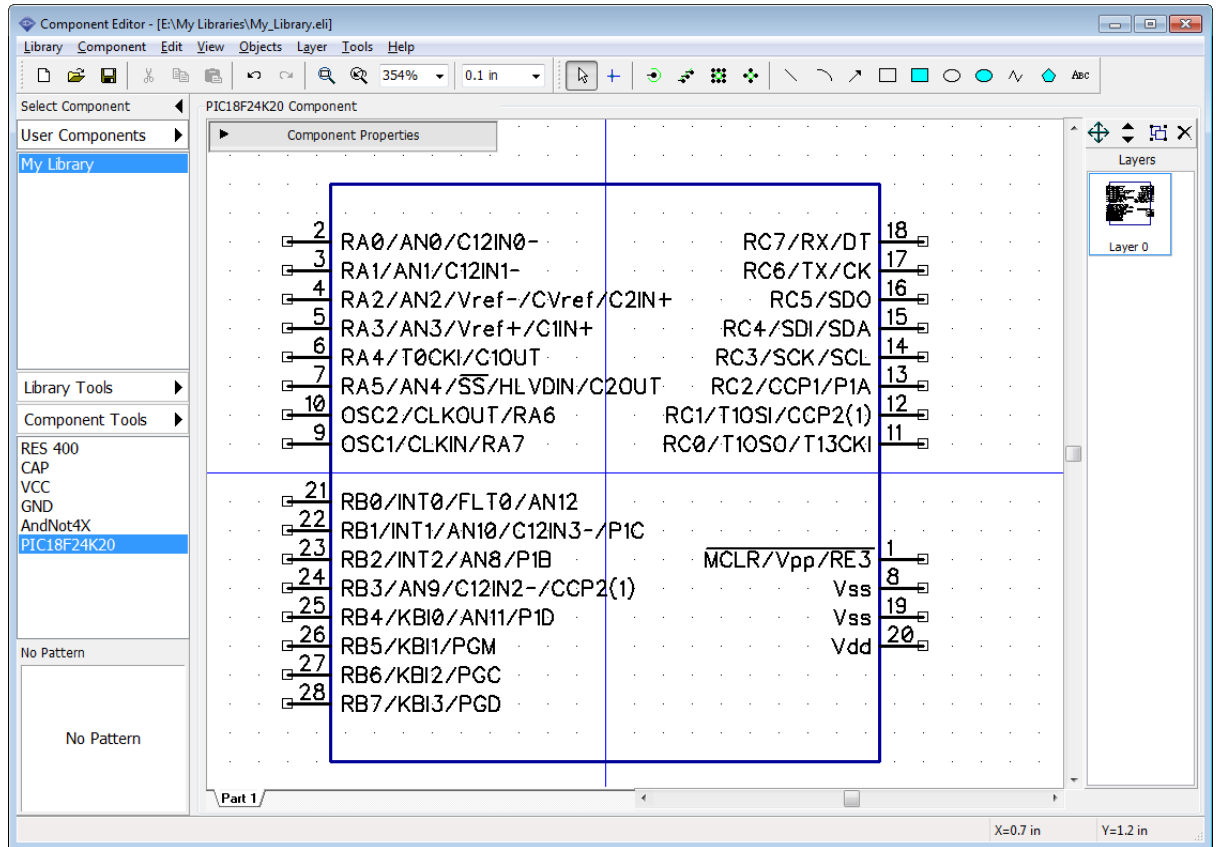 Component Editor - [E:\My Libraries\My_Library.eli]
Library Component Edit View Objects Layer Tools Help
354% 0.1 in ABC
Select Component
User Components
My Library
Library Tools
Component Tools
RES 400
CAP
VCC
GND
AndNot4X
PIC18F24K20
No Pattern
No Pattern
PIC18F24K20 Component
Component Properties
2 RA0/AN0/C12IN0- RC7/RX/DT 18
3 RA1/AN1/C12IN1- RC6/TX/CK 17
4 RA2/AN2/Vref-/CVref/C2IN+ RC5/SDO 16
5 RA3/AN3/Vref+/C1IN+ RC4/SDI/SDA 15
6 RA4/T0CKI/C1OUT RC3/SCK/SCL 14
7 RA5/AN4/SS/HLVDIN/C2OUT RC2/CCP1/P1A 13
10 OSC2/CLKOUT/RA6 RC1/T1OSI/CCP2(1) 12
9 OSC1/CLKIN/RA7 RC0/T1OSO/T13CKI 11
21 RB0/INT0/FLT0/AN12
22 RB1/INT1/AN10/C12IN3-/P1C
23 RB2/INT2/AN8/P1B MCLR/Vpp/RE3 1
24 RB3/AN9/C12IN2-/CCP2(1) Vss 8
25 RB4/KBI0/AN11/P1D Vss 19
26 RB5/KBI1/PGM Vdd 20
27 RB6/KBI2/PGC
28 RB7/KBI3/PGD
Part 1
Layers
Layer 0
X=0.7 in Y=1.2 in